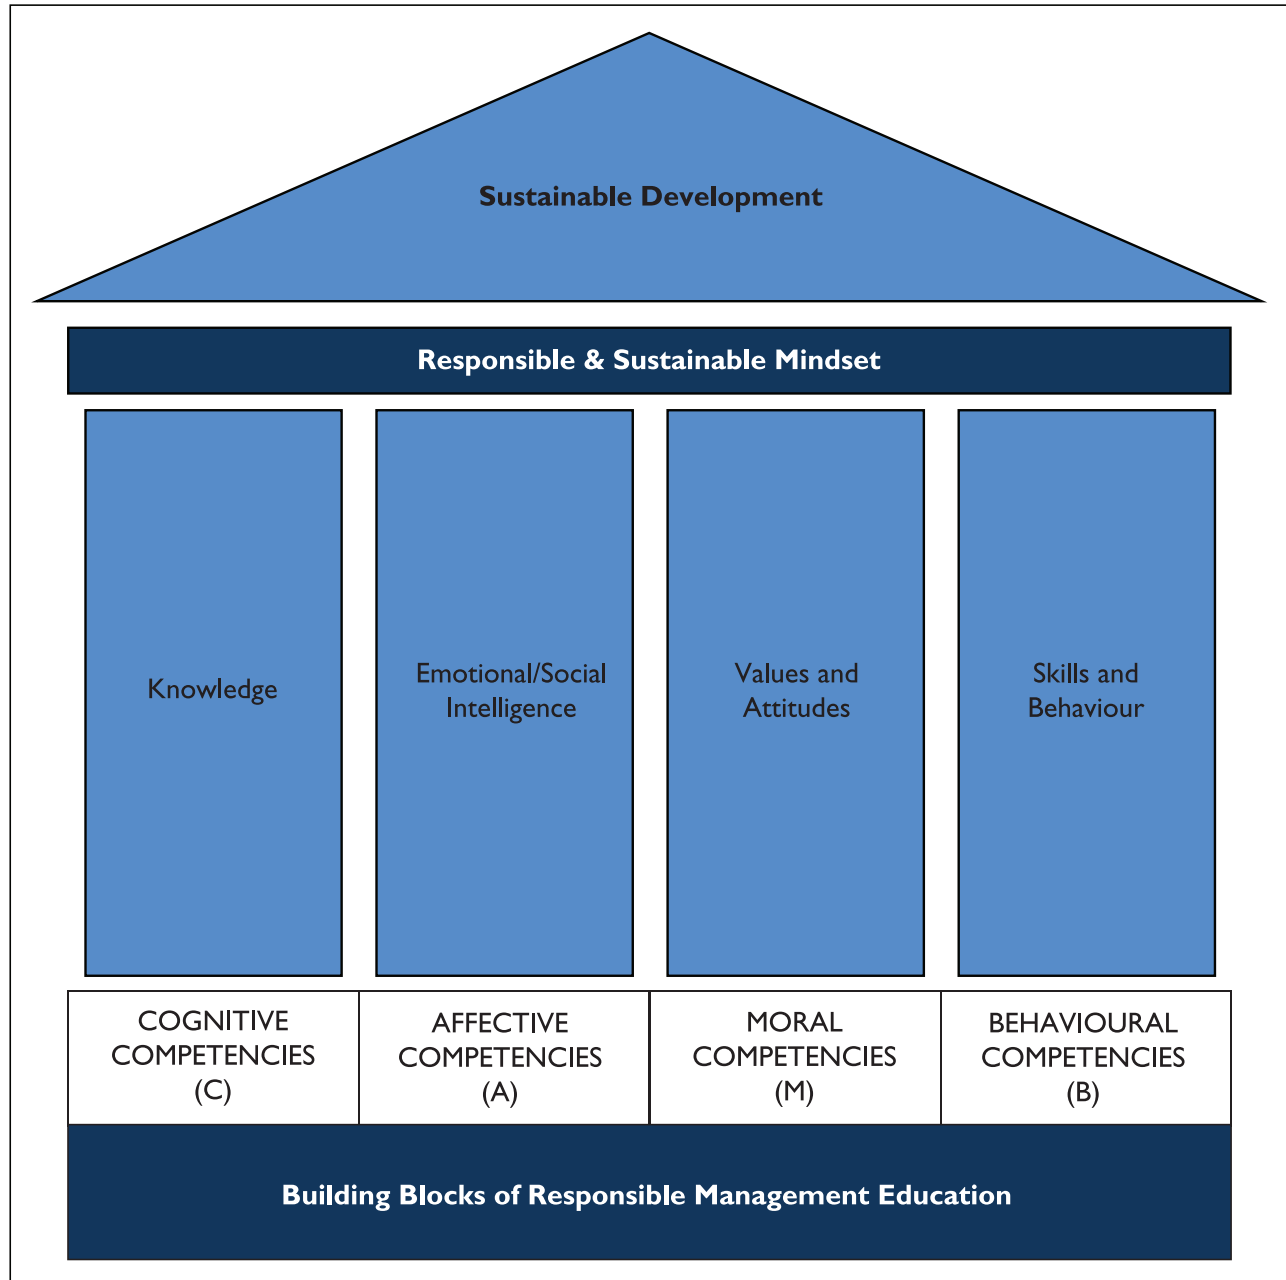 Sustainable Development
Responsible & Sustainable Mindset
Knowledge
Emotional/Social
Intelligence
Values and
Attitudes
Skills and
Behaviour
COGNITIVE
COMPETENCIES
(C)
AFFECTIVE
COMPETENCIES
(A)
MORAL
COMPETENCIES
(M)
BEHAVIOURAL
COMPETENCIES
(B)
Building Blocks of Responsible Management Education